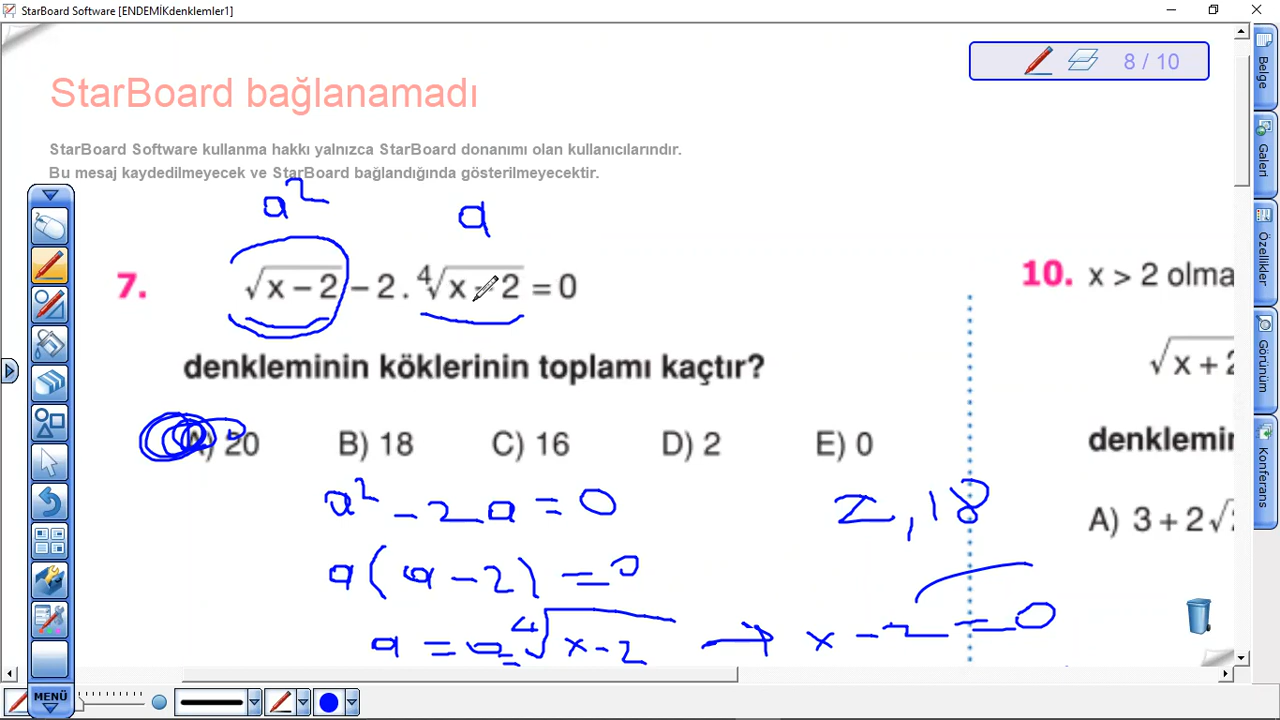 StarBoard Software [ENDEMİKdenklemler1]
8 / 10
StarBoard bağlanamadı
StarBoard Software kullanma hakkı yalnızca StarBoard donanımı olan kullanıcılarındır.
Bu mesaj kaydedilmeyecek ve StarBoard bağlandığında gösterilmeyecektir.
a² a
7. √x − 2 − 2 . ⁴√x − 2 = 0
denkleminin köklerinin toplamı kaçtır?
A) 20 B) 18 C) 16 D) 2 E) 0
a² − 2a = 0
a(a − 2) = 0
a = 0 = ⁴√x−2 → x − 2 = 0
2, 18
10. x > 2 olma
√x + 2
denklemin
A) 3 + 2√2
Belge
Galeri
Özellikler
Görünüm
Konferans
MENÜ